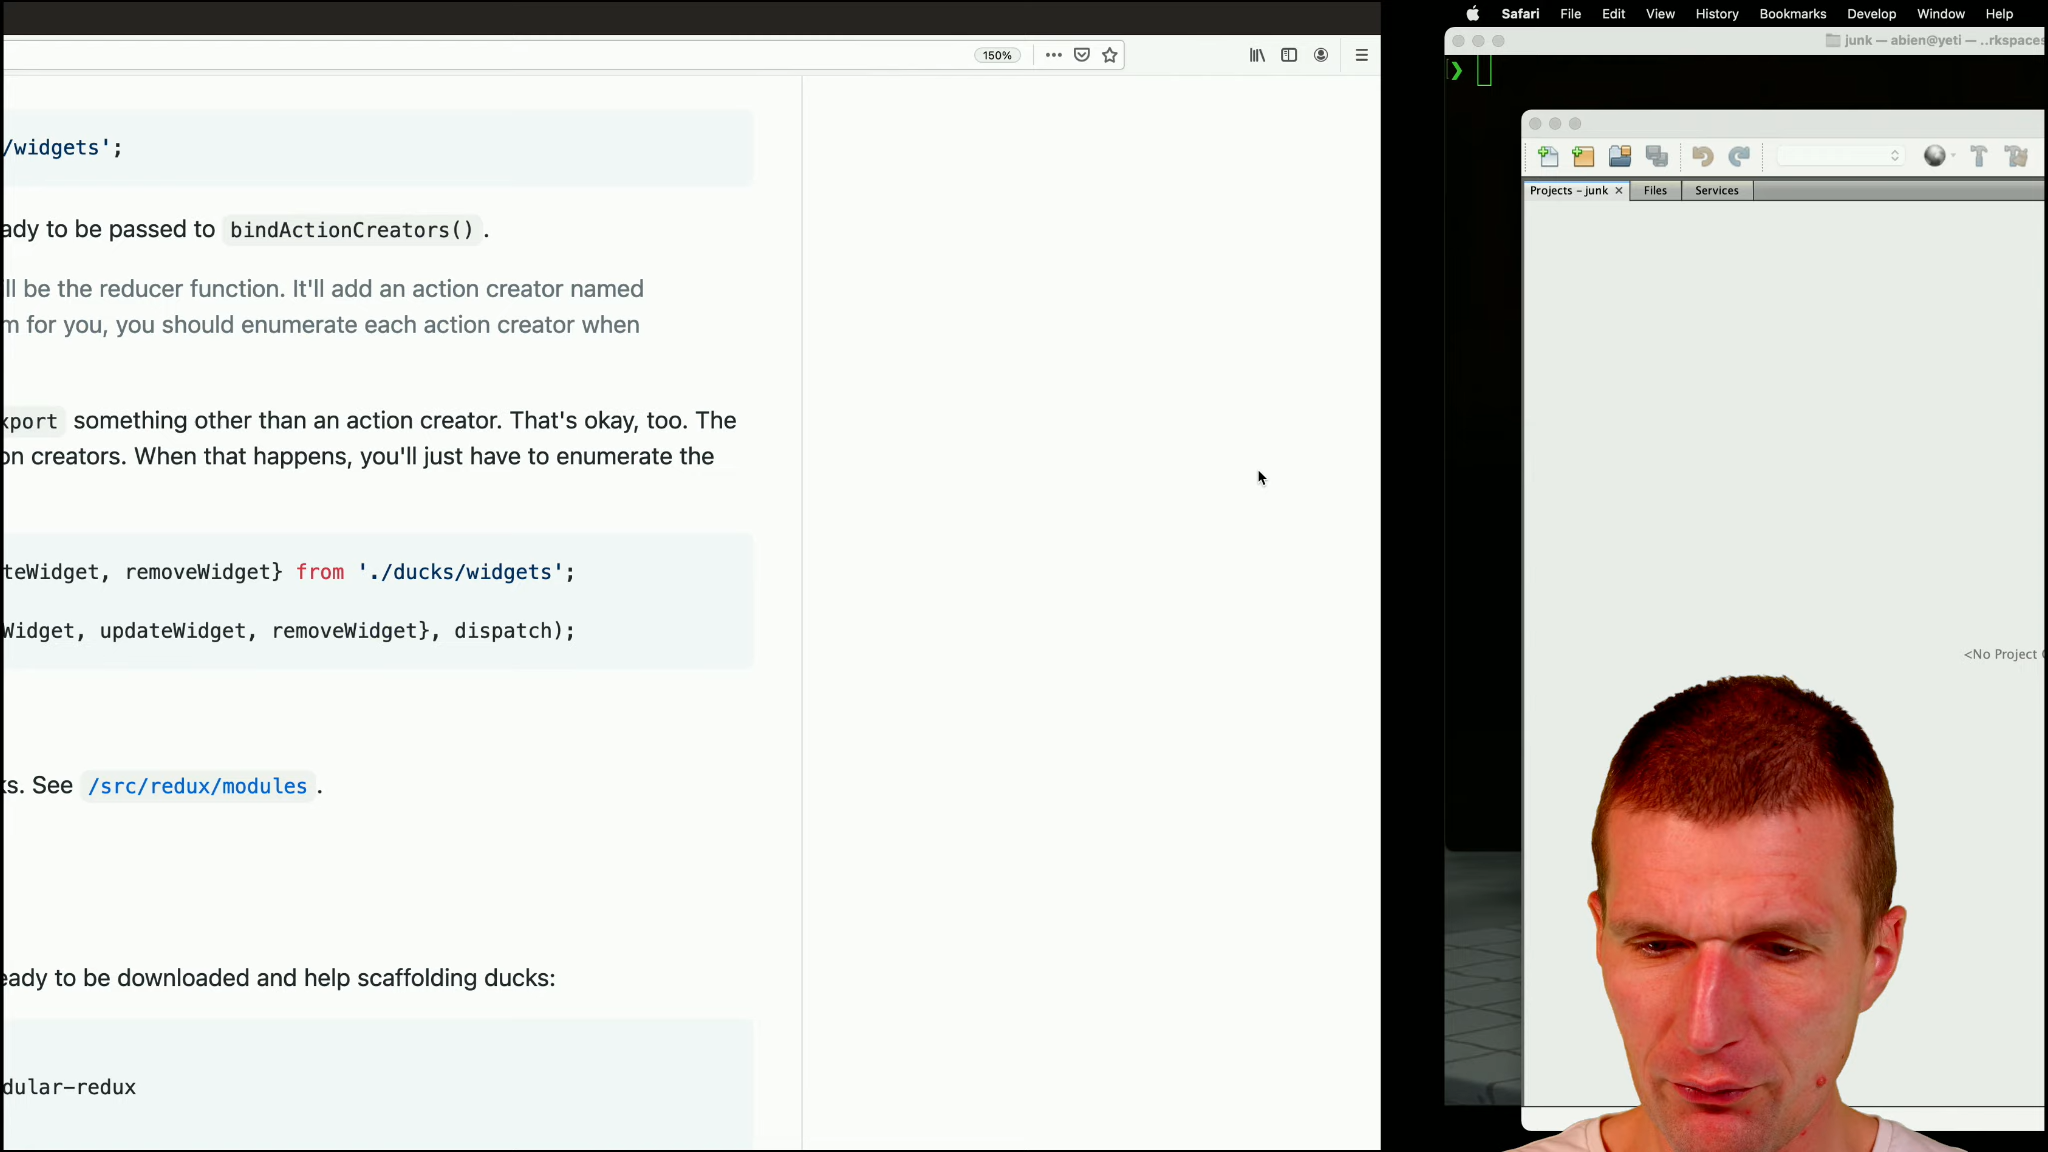 150%
/widgets';
ady to be passed to bindActionCreators() .
ll be the reducer function. It'll add an action creator named
m for you, you should enumerate each action creator when
xport something other than an action creator. That's okay, too. The
on creators. When that happens, you'll just have to enumerate the
teWidget, removeWidget} from './ducks/widgets';
Widget, updateWidget, removeWidget}, dispatch);
ks. See /src/redux/modules .
eady to be downloaded and help scaffolding ducks:
dular-redux
Safari File Edit View History Bookmarks Develop Window Help
junk — abien@yeti — ..rkspaces
❯
Projects – junk × Files Services
<No Project